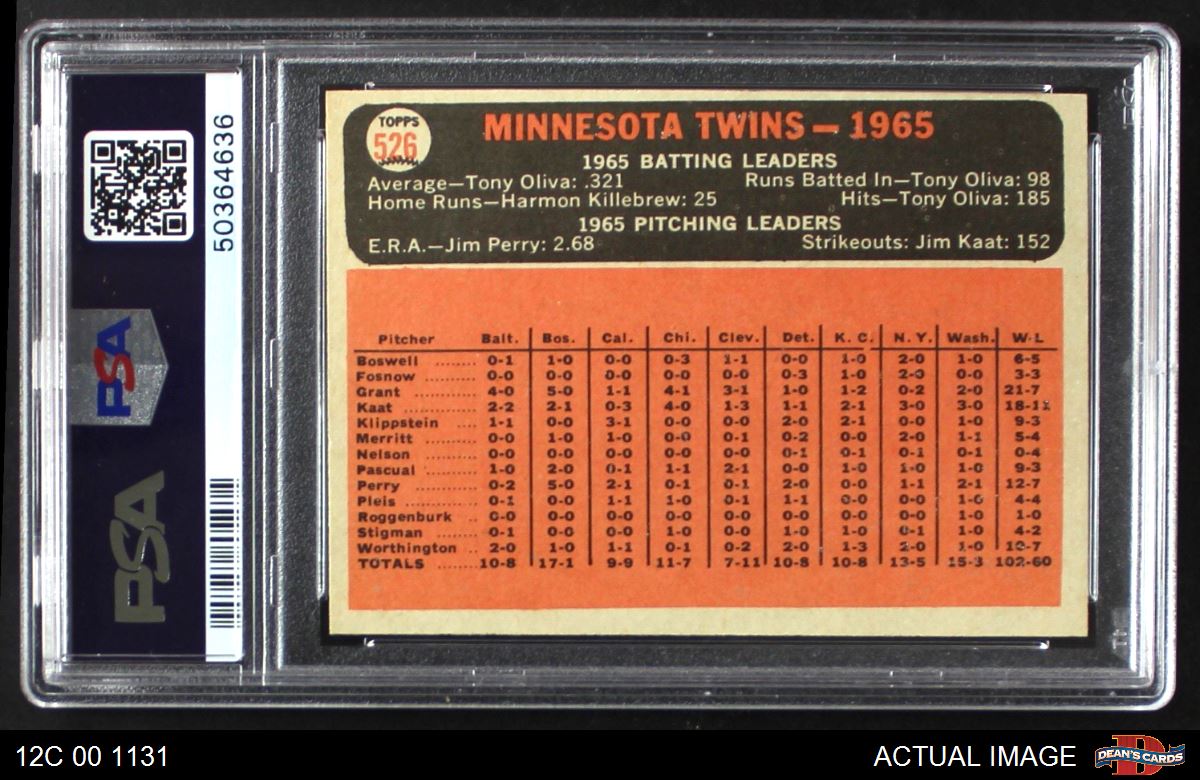 TOPPS
526
MINNESOTA TWINS — 1965
1965 BATTING LEADERS
Average—Tony Oliva: .321 Runs Batted In—Tony Oliva: 98
Home Runs—Harmon Killebrew: 25 Hits—Tony Oliva: 185
1965 PITCHING LEADERS
E.R.A.—Jim Perry: 2.68 Strikeouts: Jim Kaat: 152
Pitcher Balt. Bos. Cal. Chi. Clev. Det. K. C. N. Y. Wash. W-L
Boswell ........ 0-1 1-0 0-0 0-3 1-1 0-0 1-0 2-0 1-0 6-5
Fosnow ......... 0-0 0-0 0-0 0-0 0-0 0-3 1-0 2-0 0-0 3-3
Grant ............ 4-0 5-0 1-1 4-1 3-1 1-0 1-2 0-2 2-0 21-7
Kaat .............. 2-2 2-1 0-3 4-0 1-3 1-1 2-1 3-0 3-0 18-11
Klippstein .... 1-1 0-0 3-1 0-0 0-0 2-0 2-1 0-0 1-0 9-3
Merritt .......... 0-0 1-0 1-0 0-0 0-1 0-2 0-0 2-0 1-1 5-4
Nelson .......... 0-0 0-0 0-0 0-0 0-0 0-1 0-1 0-1 0-1 0-4
Pascual ......... 1-0 2-0 0-1 1-1 2-1 0-0 1-0 1-0 1-0 9-3
Perry ............ 0-2 5-0 2-1 0-1 0-1 2-0 0-0 1-1 2-1 12-7
Pleis ............. 0-1 0-0 1-1 1-0 0-1 1-1 0-0 0-0 1-0 4-4
Roggenburk .. 0-0 0-0 0-0 0-0 0-0 0-0 0-0 0-0 1-0 1-0
Stigman ........ 0-1 0-0 0-0 1-0 0-0 1-0 1-0 0-1 1-0 4-2
Worthington .. 2-0 1-0 1-1 0-1 0-2 2-0 1-3 2-0 1-0 10-7
TOTALS ........ 10-8 17-1 9-9 11-7 7-11 10-8 10-8 13-5 15-3 102-60
50364636
PSA
PSA
12C 00 1131
ACTUAL IMAGE
DEAN'S CARDS